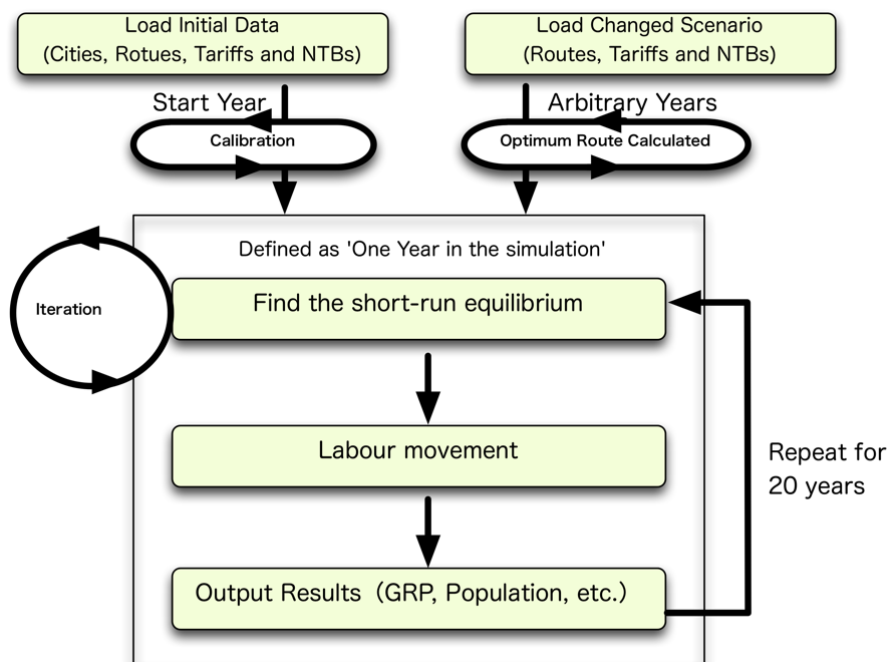 Load Initial Data
(Cities, Rotues, Tariffs and NTBs)
Load Changed Scenario
(Routes, Tariffs and NTBs)
Start Year
Arbitrary Years
Calibration
Optimum Route Calculated
Defined as 'One Year in the simulation'
Iteration
Find the short-run equilibrium
Labour movement
Repeat for
20 years
Output Results（GRP, Population, etc.）